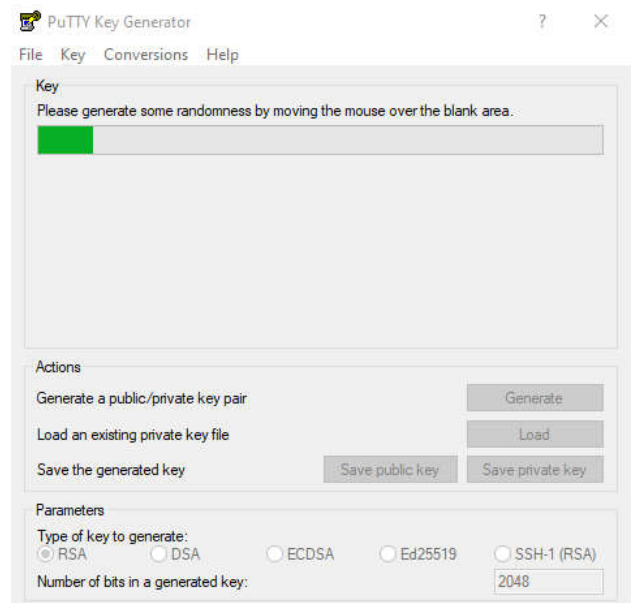 PuTTY Key Generator ? ×
File Key Conversions Help
Key
Please generate some randomness by moving the mouse over the blank area.
Actions
Generate a public/private key pair Generate
Load an existing private key file Load
Save the generated key Save public key Save private key
Parameters
Type of key to generate:
RSA DSA ECDSA Ed25519 SSH-1 (RSA)
Number of bits in a generated key: 2048